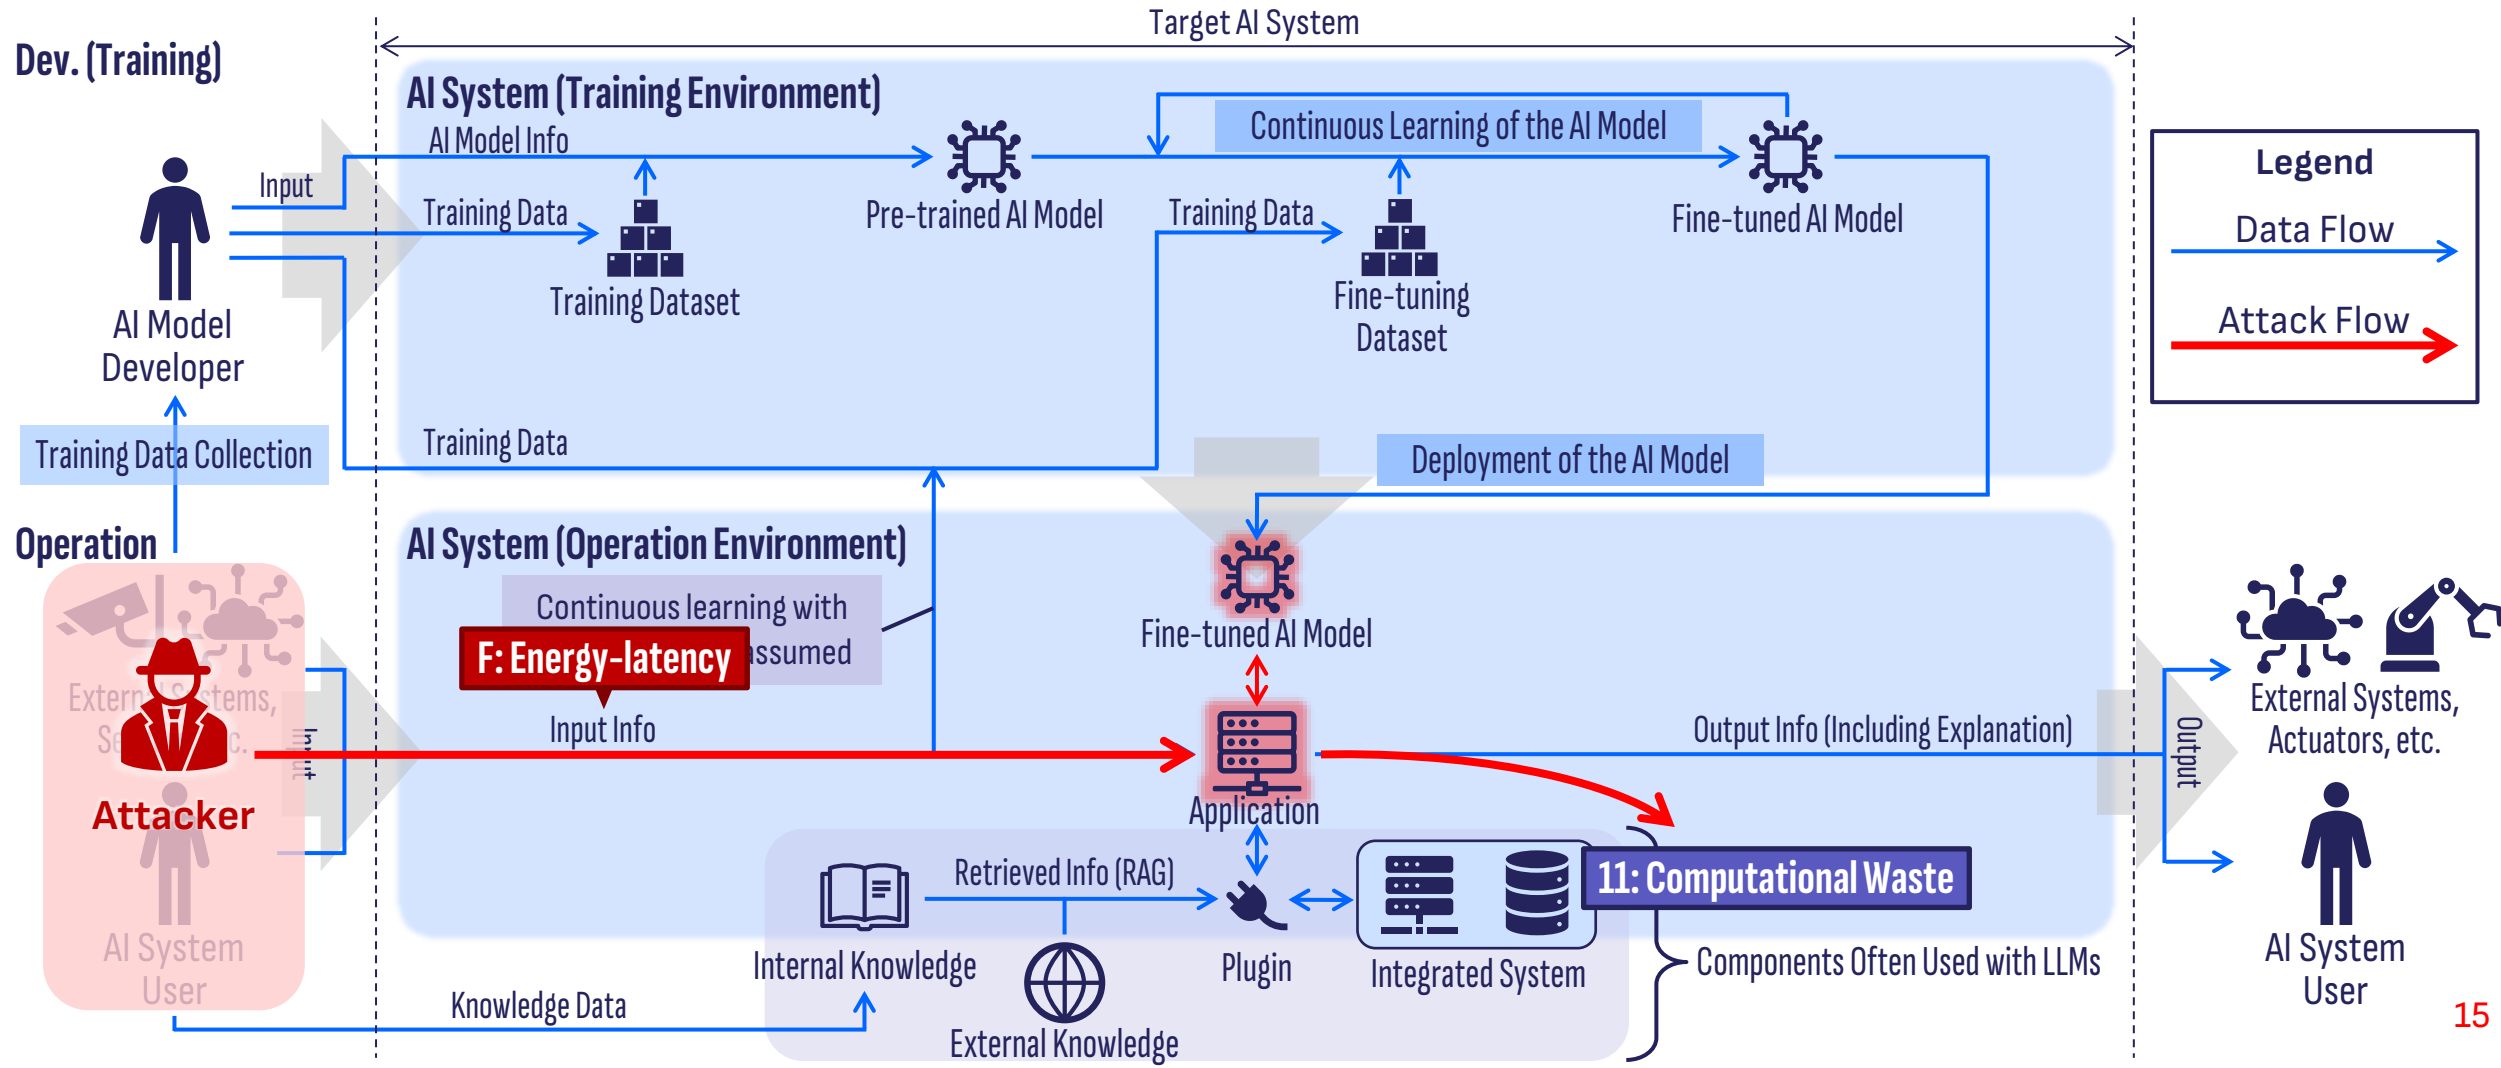 Target AI System
Dev. (Training)
AI System (Training Environment)
AI Model Info
Continuous Learning of the AI Model
Input
Training Data
Pre-trained AI Model
Training Data
Fine-tuned AI Model
Training Dataset
Fine-tuning
Dataset
AI Model
Developer
Legend
Data Flow
Attack Flow
Training Data Collection
Training Data
Deployment of the AI Model
Operation
AI System (Operation Environment)
Continuous learning with
assumed
F: Energy-latency
Fine-tuned AI Model
External Systems,
Input
Input Info
Attacker
AI System
User
Application
Output Info (Including Explanation)
Output
External Systems,
Actuators, etc.
AI System
User
Retrieved Info (RAG)
11: Computational Waste
Internal Knowledge
Plugin
Integrated System
Components Often Used with LLMs
Knowledge Data
External Knowledge
15